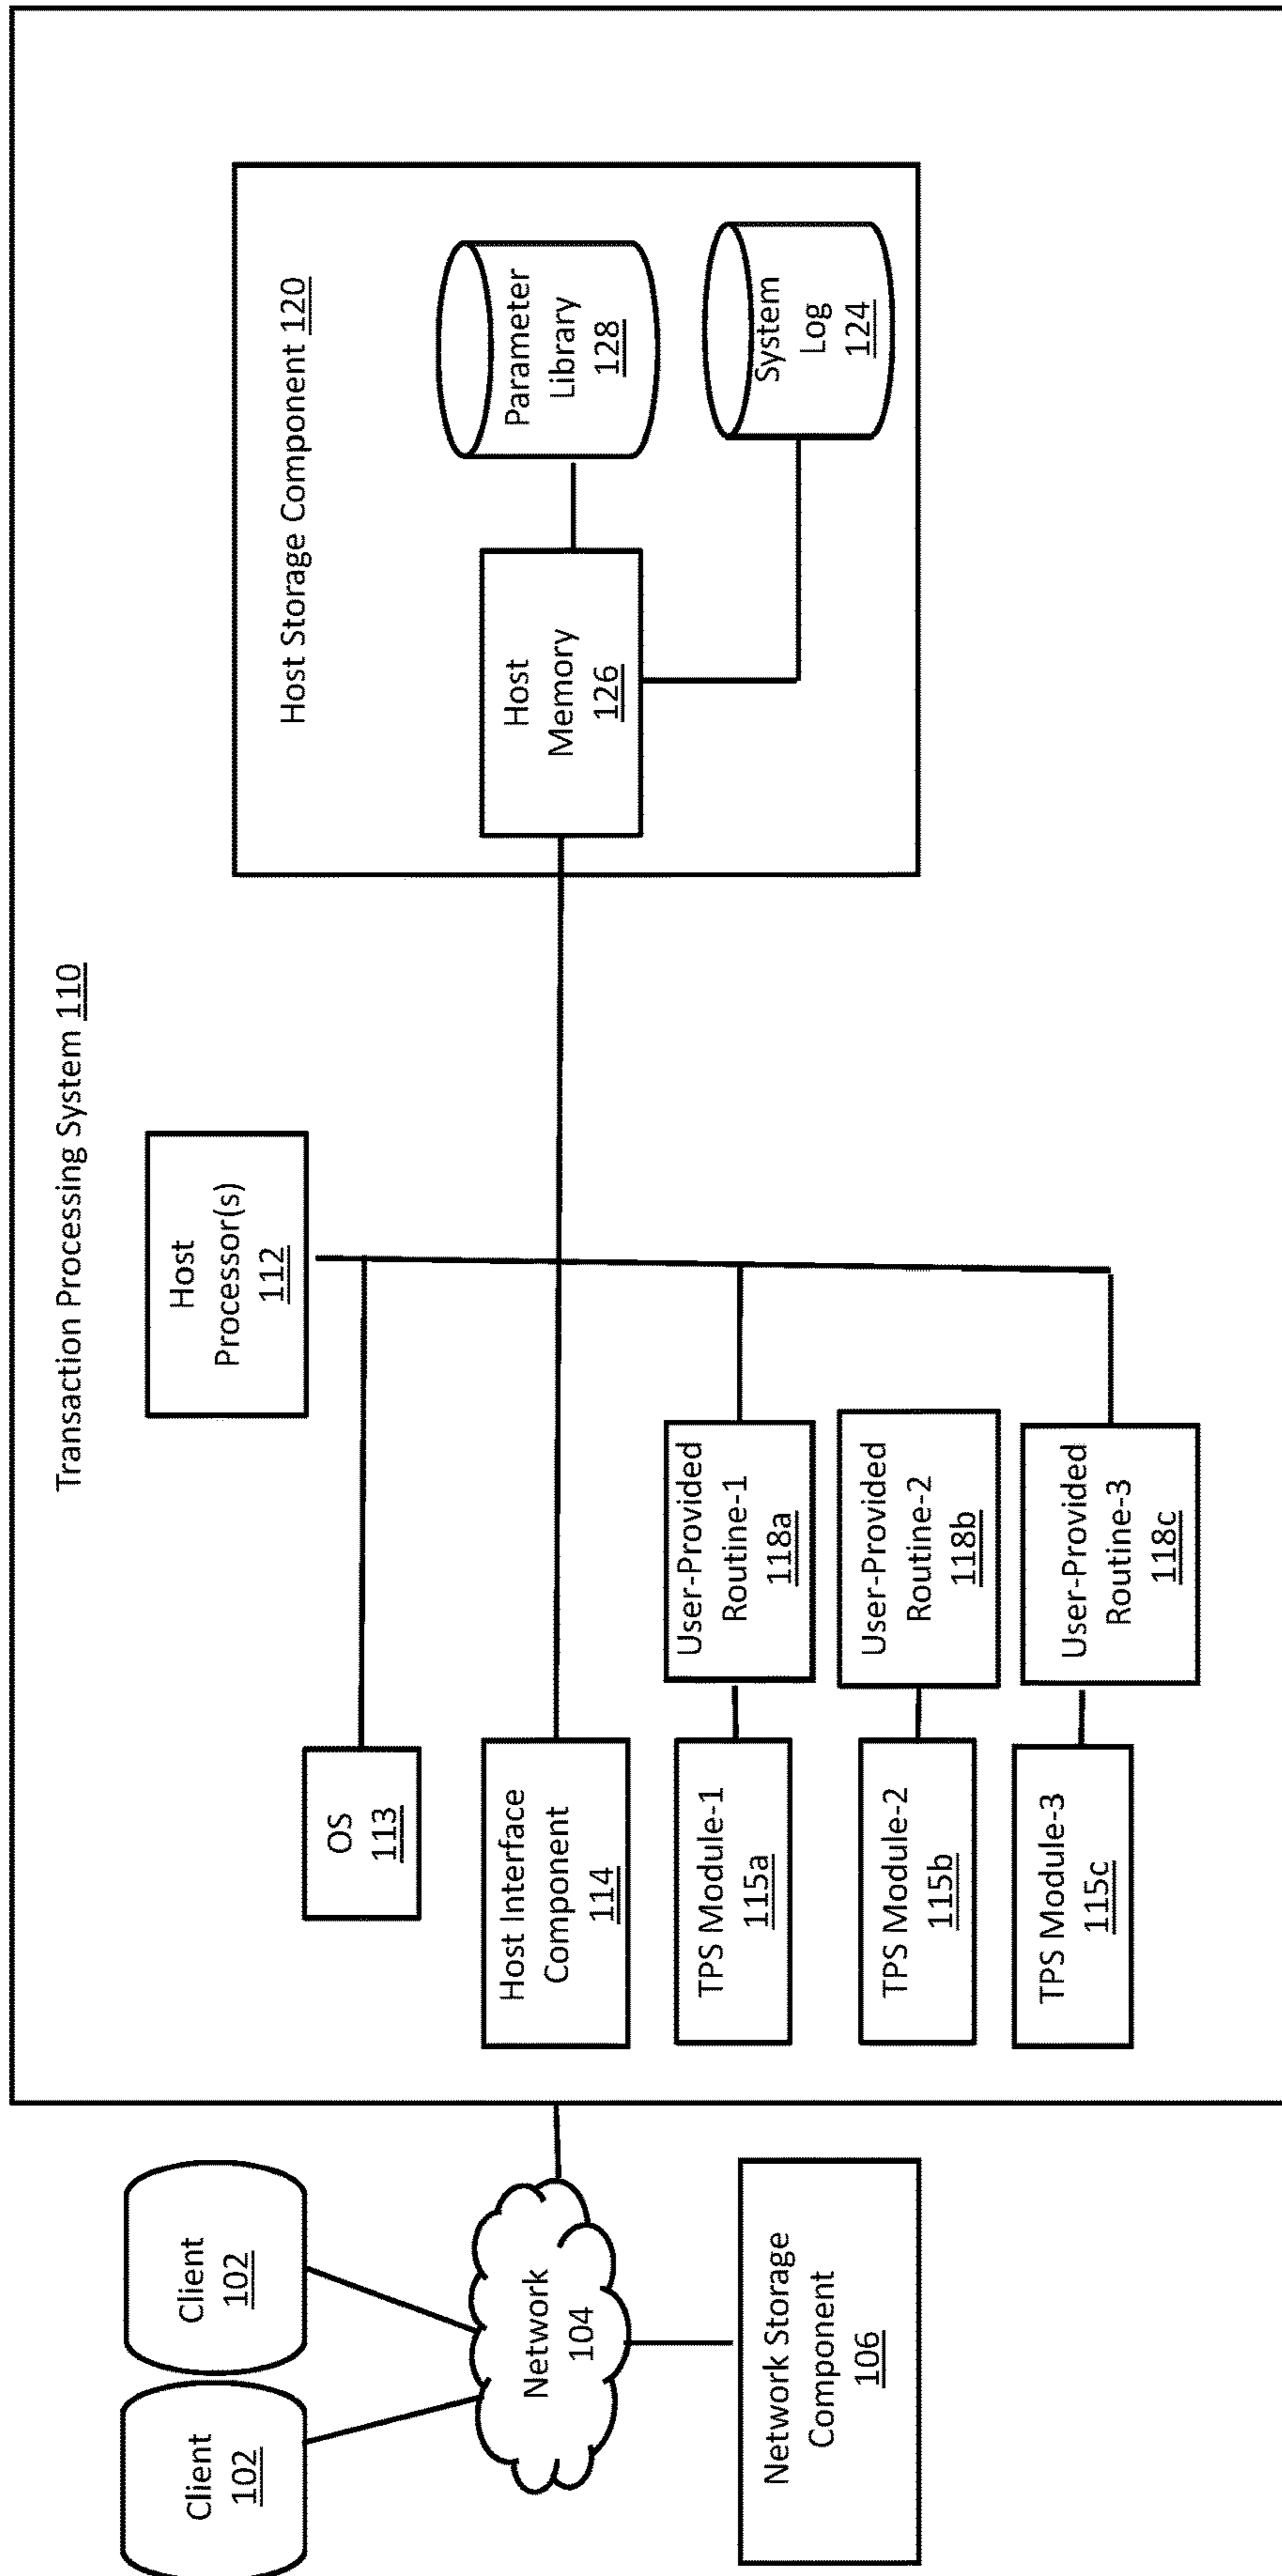 Transaction Processing System 110
Client
102
Client
102
Network
104
Network Storage
Component
106
OS
113
Host Interface
Component
114
TPS Module-1
115a
TPS Module-2
115b
TPS Module-3
115c
Host
Processor(s)
112
User-Provided
Routine-1
118a
User-Provided
Routine-2
118b
User-Provided
Routine-3
118c
Host Storage Component 120
Host
Memory
126
Parameter
Library
128
System
Log
124